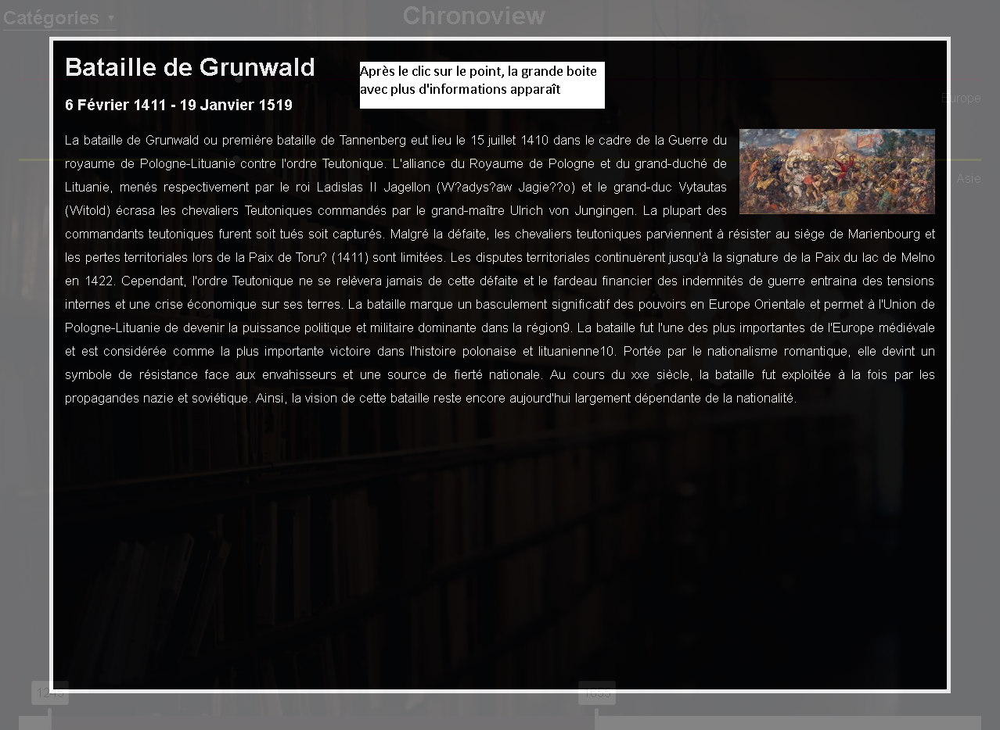 Catégories
Chronoview
Bataille de Grunwald
Après le clic sur le point, la grande boite
avec plus d'informations apparaît
6 Février 1411 - 19 Janvier 1519
Europe
La bataille de Grunwald ou première bataille de Tannenberg eut lieu le 15 juillet 1410 dans le cadre de la Guerre du
royaume de Pologne-Lituanie contre l'ordre Teutonique. L'alliance du Royaume de Pologne et du grand-duché de
Asie
Lituanie, menés respectivement par le roi Ladislas II Jagellon (W?adys?aw Jagie??o) et le grand-duc Vytautas
(Witold) écrasa les chevaliers Teutoniques commandés par le grand-maître Ulrich von Jungingen. La plupart des
commandants teutoniques furent soit tués soit capturés. Malgré la défaite, les chevaliers teutoniques parviennent à résister au siège de Marienbourg et
les pertes territoriales lors de la Paix de Toru? (1411) sont limitées. Les disputes territoriales continuèrent jusqu'à la signature de la Paix du lac de Melno
en 1422. Cependant, l'ordre Teutonique ne se relèvera jamais de cette défaite et le fardeau financier des indemnités de guerre entraina des tensions
internes et une crise économique sur ses terres. La bataille marque un basculement significatif des pouvoirs en Europe Orientale et permet à l'Union de
Pologne-Lituanie de devenir la puissance politique et militaire dominante dans la région9. La bataille fut l'une des plus importantes de l'Europe médiévale
et est considérée comme la plus importante victoire dans l'histoire polonaise et lituanienne10. Portée par le nationalisme romantique, elle devint un
symbole de résistance face aux envahisseurs et une source de fierté nationale. Au cours du xxe siècle, la bataille fut exploitée à la fois par les
propagandes nazie et soviétique. Ainsi, la vision de cette bataille reste encore aujourd'hui largement dépendante de la nationalité.
1245
1655